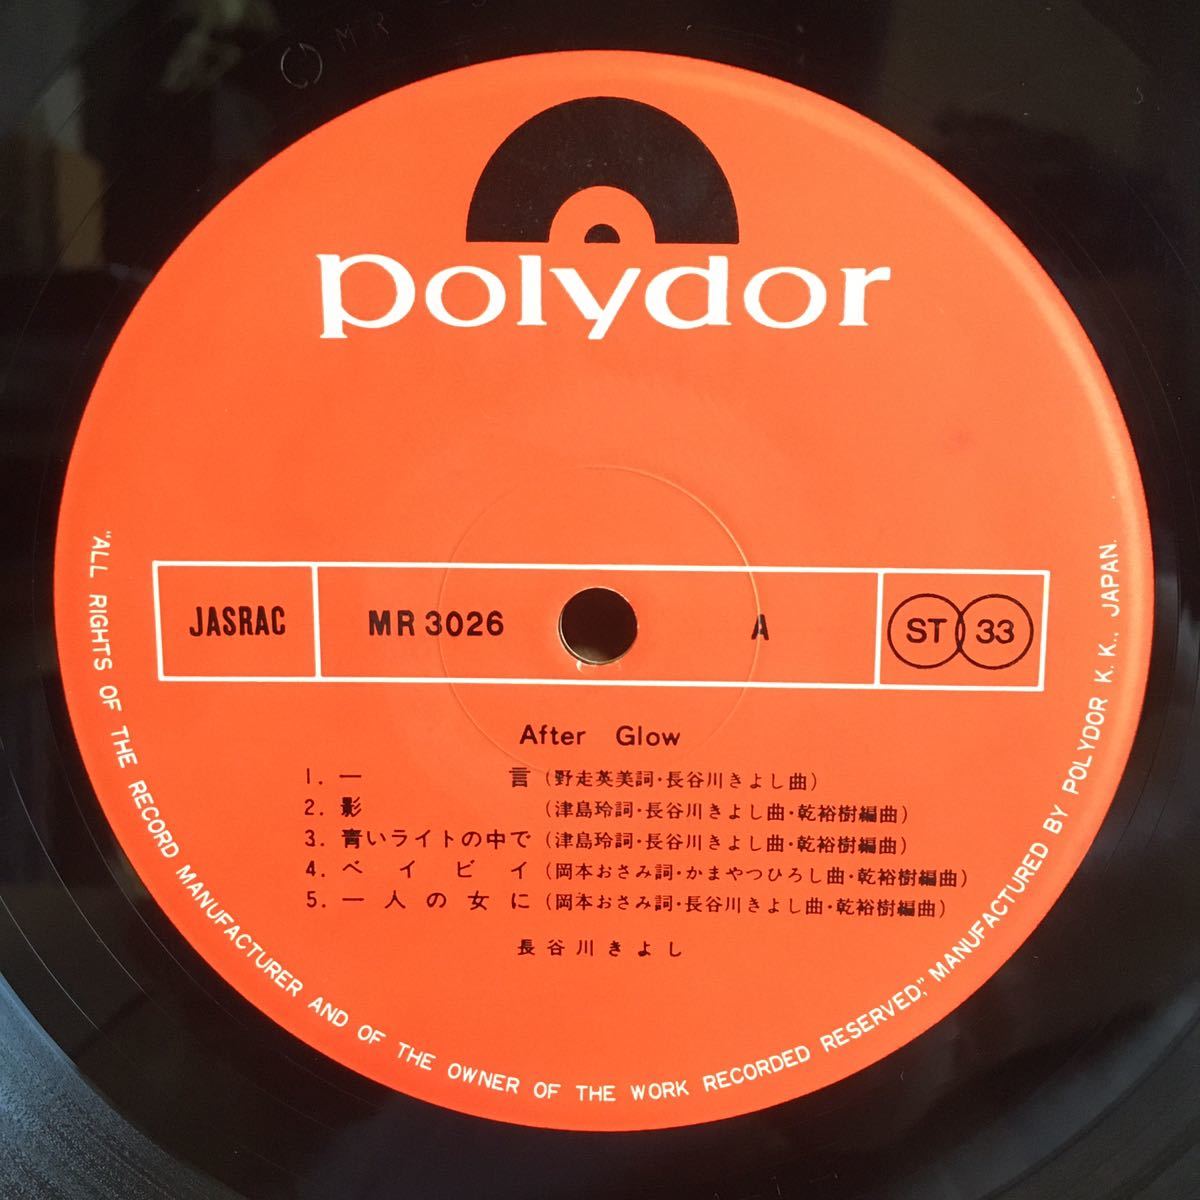 MR
polydor
JASRAC MR 3026 A ST 33
After Glow
1. 一言 (野走英美詞・長谷川きよし曲)
2. 影 (津島玲詞・長谷川きよし曲・乾裕樹編曲)
3. 青いライトの中で (津島玲詞・長谷川きよし曲・乾裕樹編曲)
4. ベイビイ (岡本おさみ詞・かまやつひろし曲・乾裕樹編曲)
5. 一人の女に (岡本おさみ詞・長谷川きよし曲・乾裕樹編曲)
長谷川きよし
"ALL RIGHTS OF THE RECORD MANUFACTURER AND OF THE OWNER OF THE WORK RECORDED RESERVED," MANUFACTURED BY POLYDOR K. K., JAPAN.